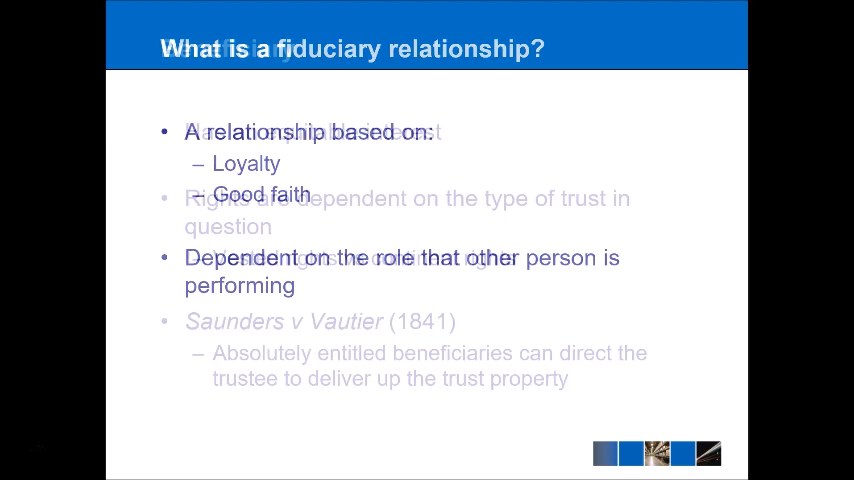 What is a fiduciary relationship?
Beneficiary
• A relationship based on:
– Loyalty
– Good faith
• Rights are dependent on the type of trust in
question
• Dependent on the role that other person is
performing
• Saunders v Vautier (1841)
– Absolutely entitled beneficiaries can direct the
trustee to deliver up the trust property